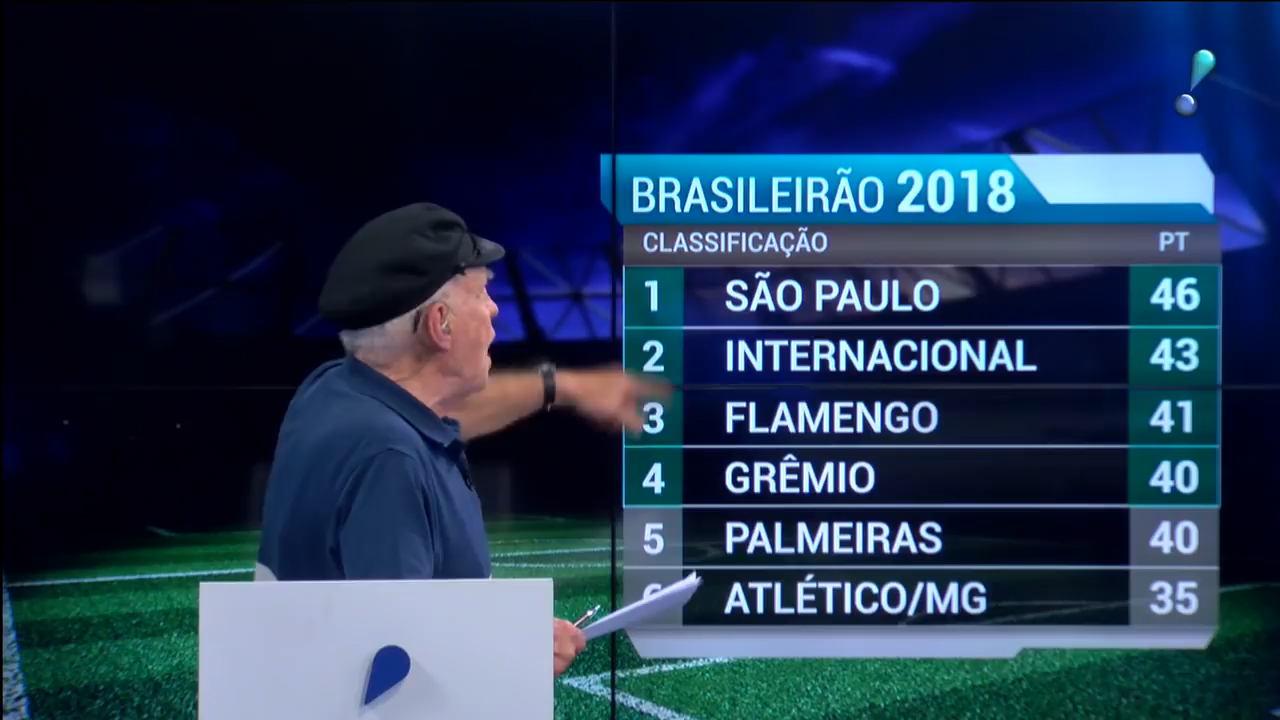 BRASILEIRÃO 2018
CLASSIFICAÇÃO PT
1 SÃO PAULO 46
2 INTERNACIONAL 43
3 FLAMENGO 41
4 GRÊMIO 40
5 PALMEIRAS 40
6 ATLÉTICO/MG 35